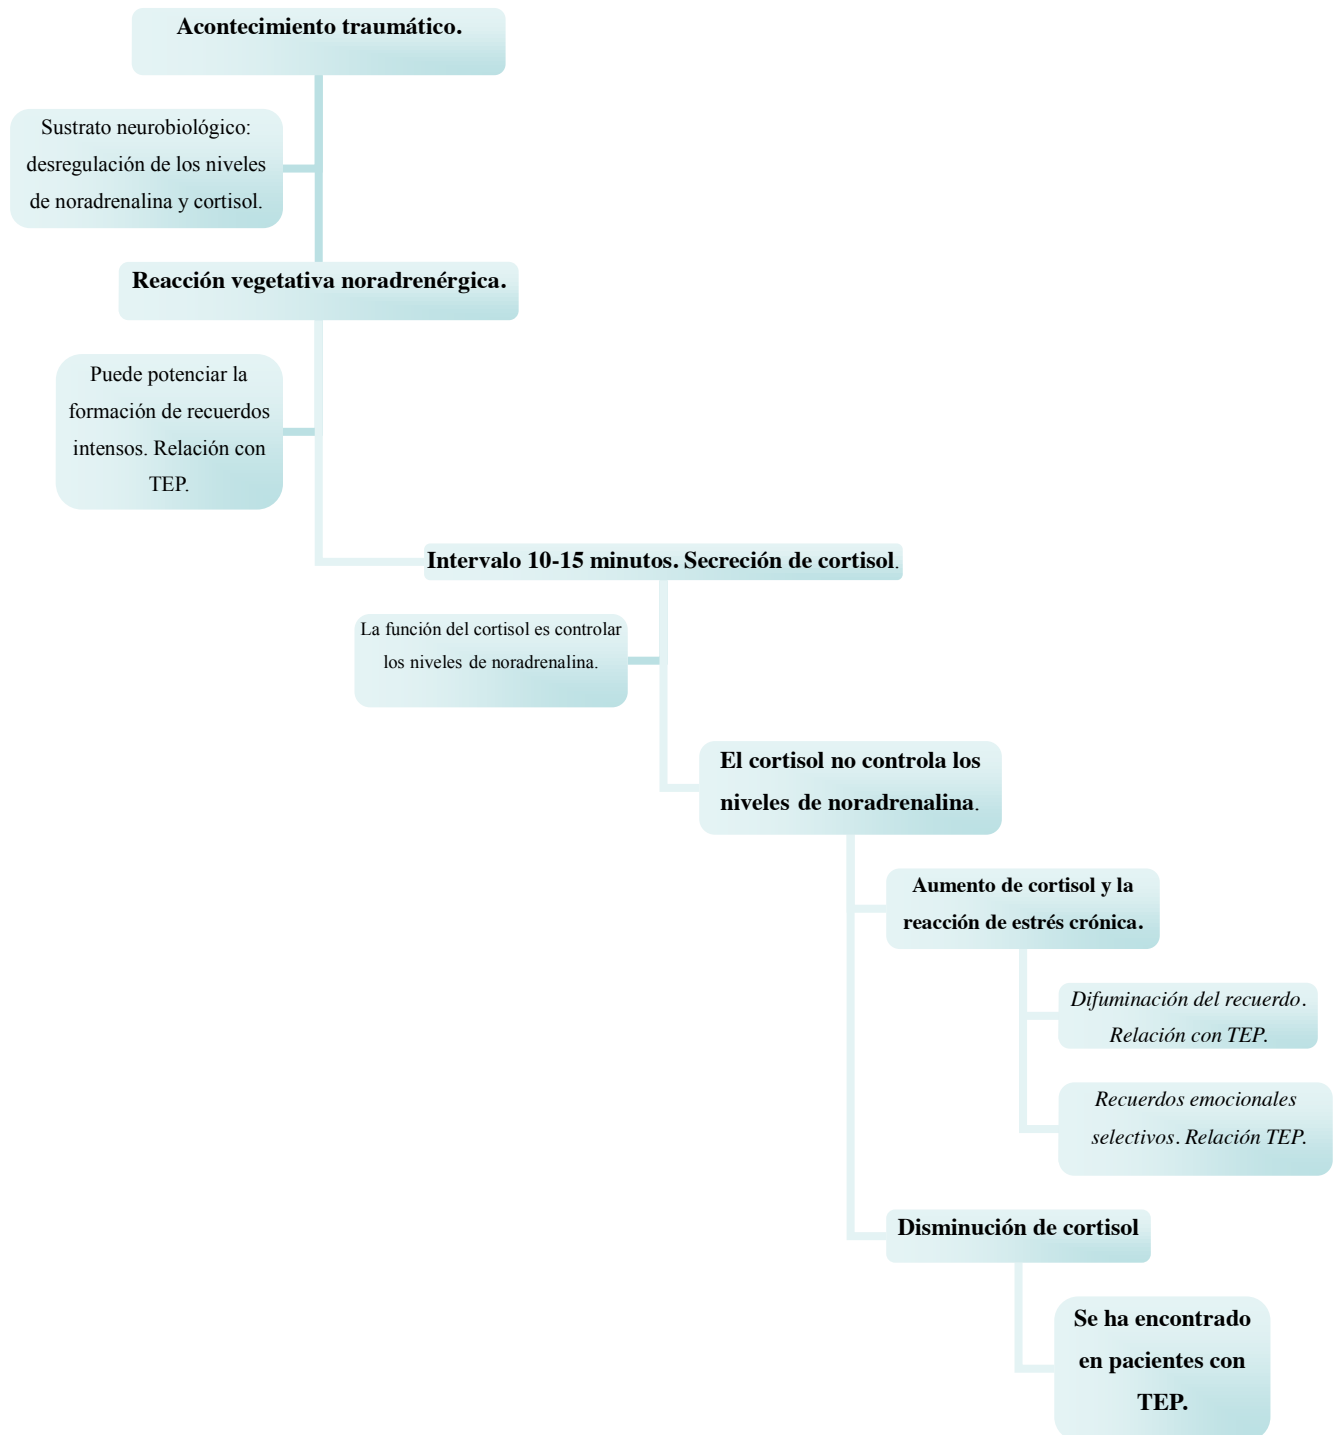 Acontecimiento traumático.
Sustrato neurobiológico:
desregulación de los niveles
de noradrenalina y cortisol.
Reacción vegetativa noradrenérgica.
Puede potenciar la
formación de recuerdos
intensos. Relación con
TEP.
Intervalo 10-15 minutos. Secreción de cortisol.
La función del cortisol es controlar
los niveles de noradrenalina.
El cortisol no controla los
niveles de noradrenalina.
Aumento de cortisol y la
reacción de estrés crónica.
Difuminación del recuerdo.
Relación con TEP.
Recuerdos emocionales
selectivos. Relación TEP.
Disminución de cortisol
Se ha encontrado
en pacientes con
TEP.